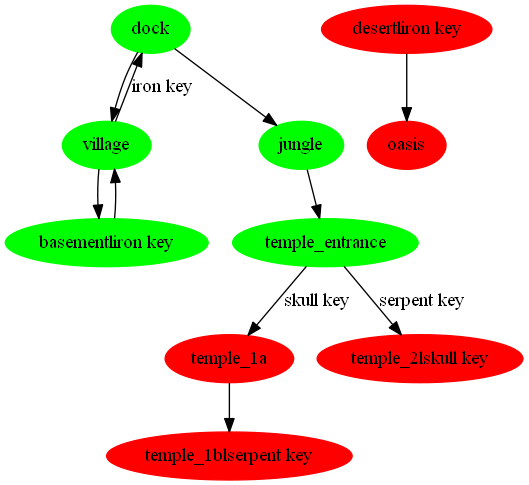 dock
desertliron key
iron key
village
jungle
oasis
basementliron key
temple_entrance
skull key
serpent key
temple_1a
temple_2lskull key
temple_1blserpent key